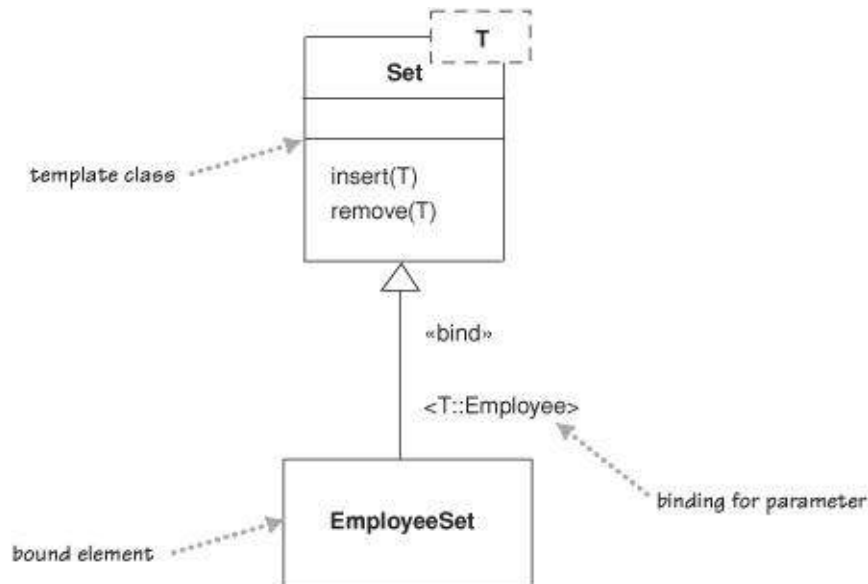 T
Set
template class
insert(T)
remove(T)
«bind»
<T::Employee>
binding for parameter
EmployeeSet
bound element